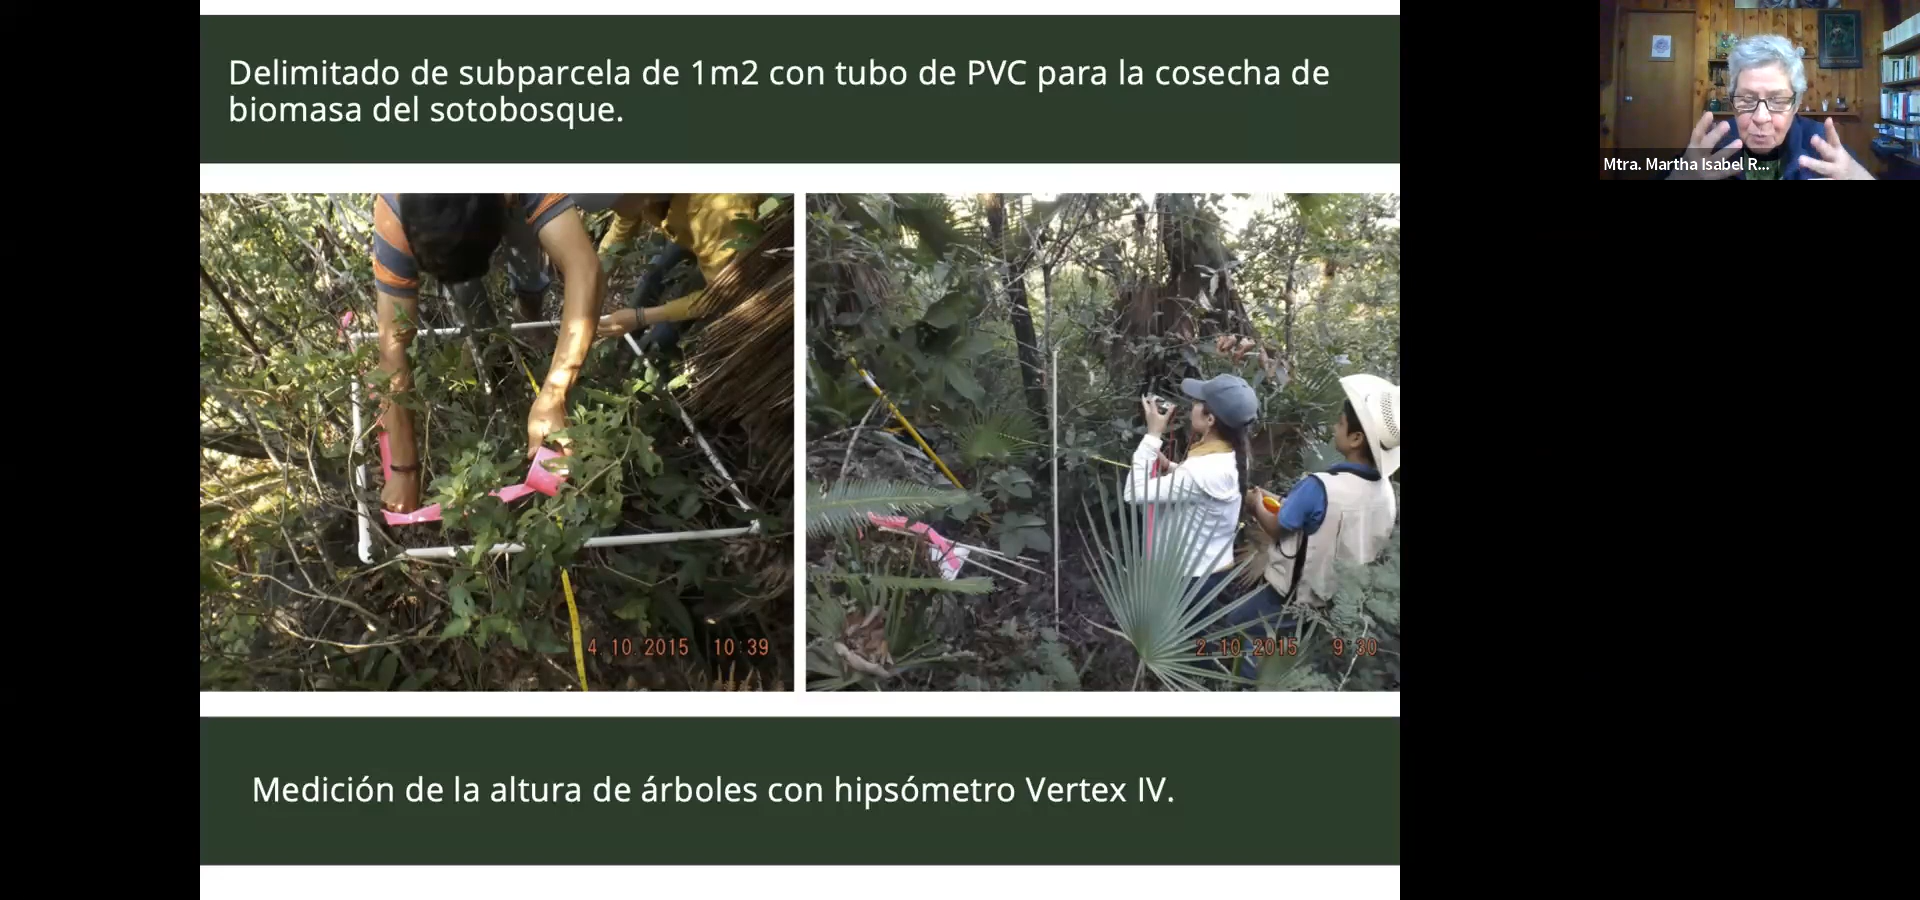 Delimitado de subparcela de 1m2 con tubo de PVC para la cosecha de
biomasa del sotobosque.
Mtra. Martha Isabel R...
4.10.2015 10:39
2.10.2015 9:30
Medición de la altura de árboles con hipsómetro Vertex IV.